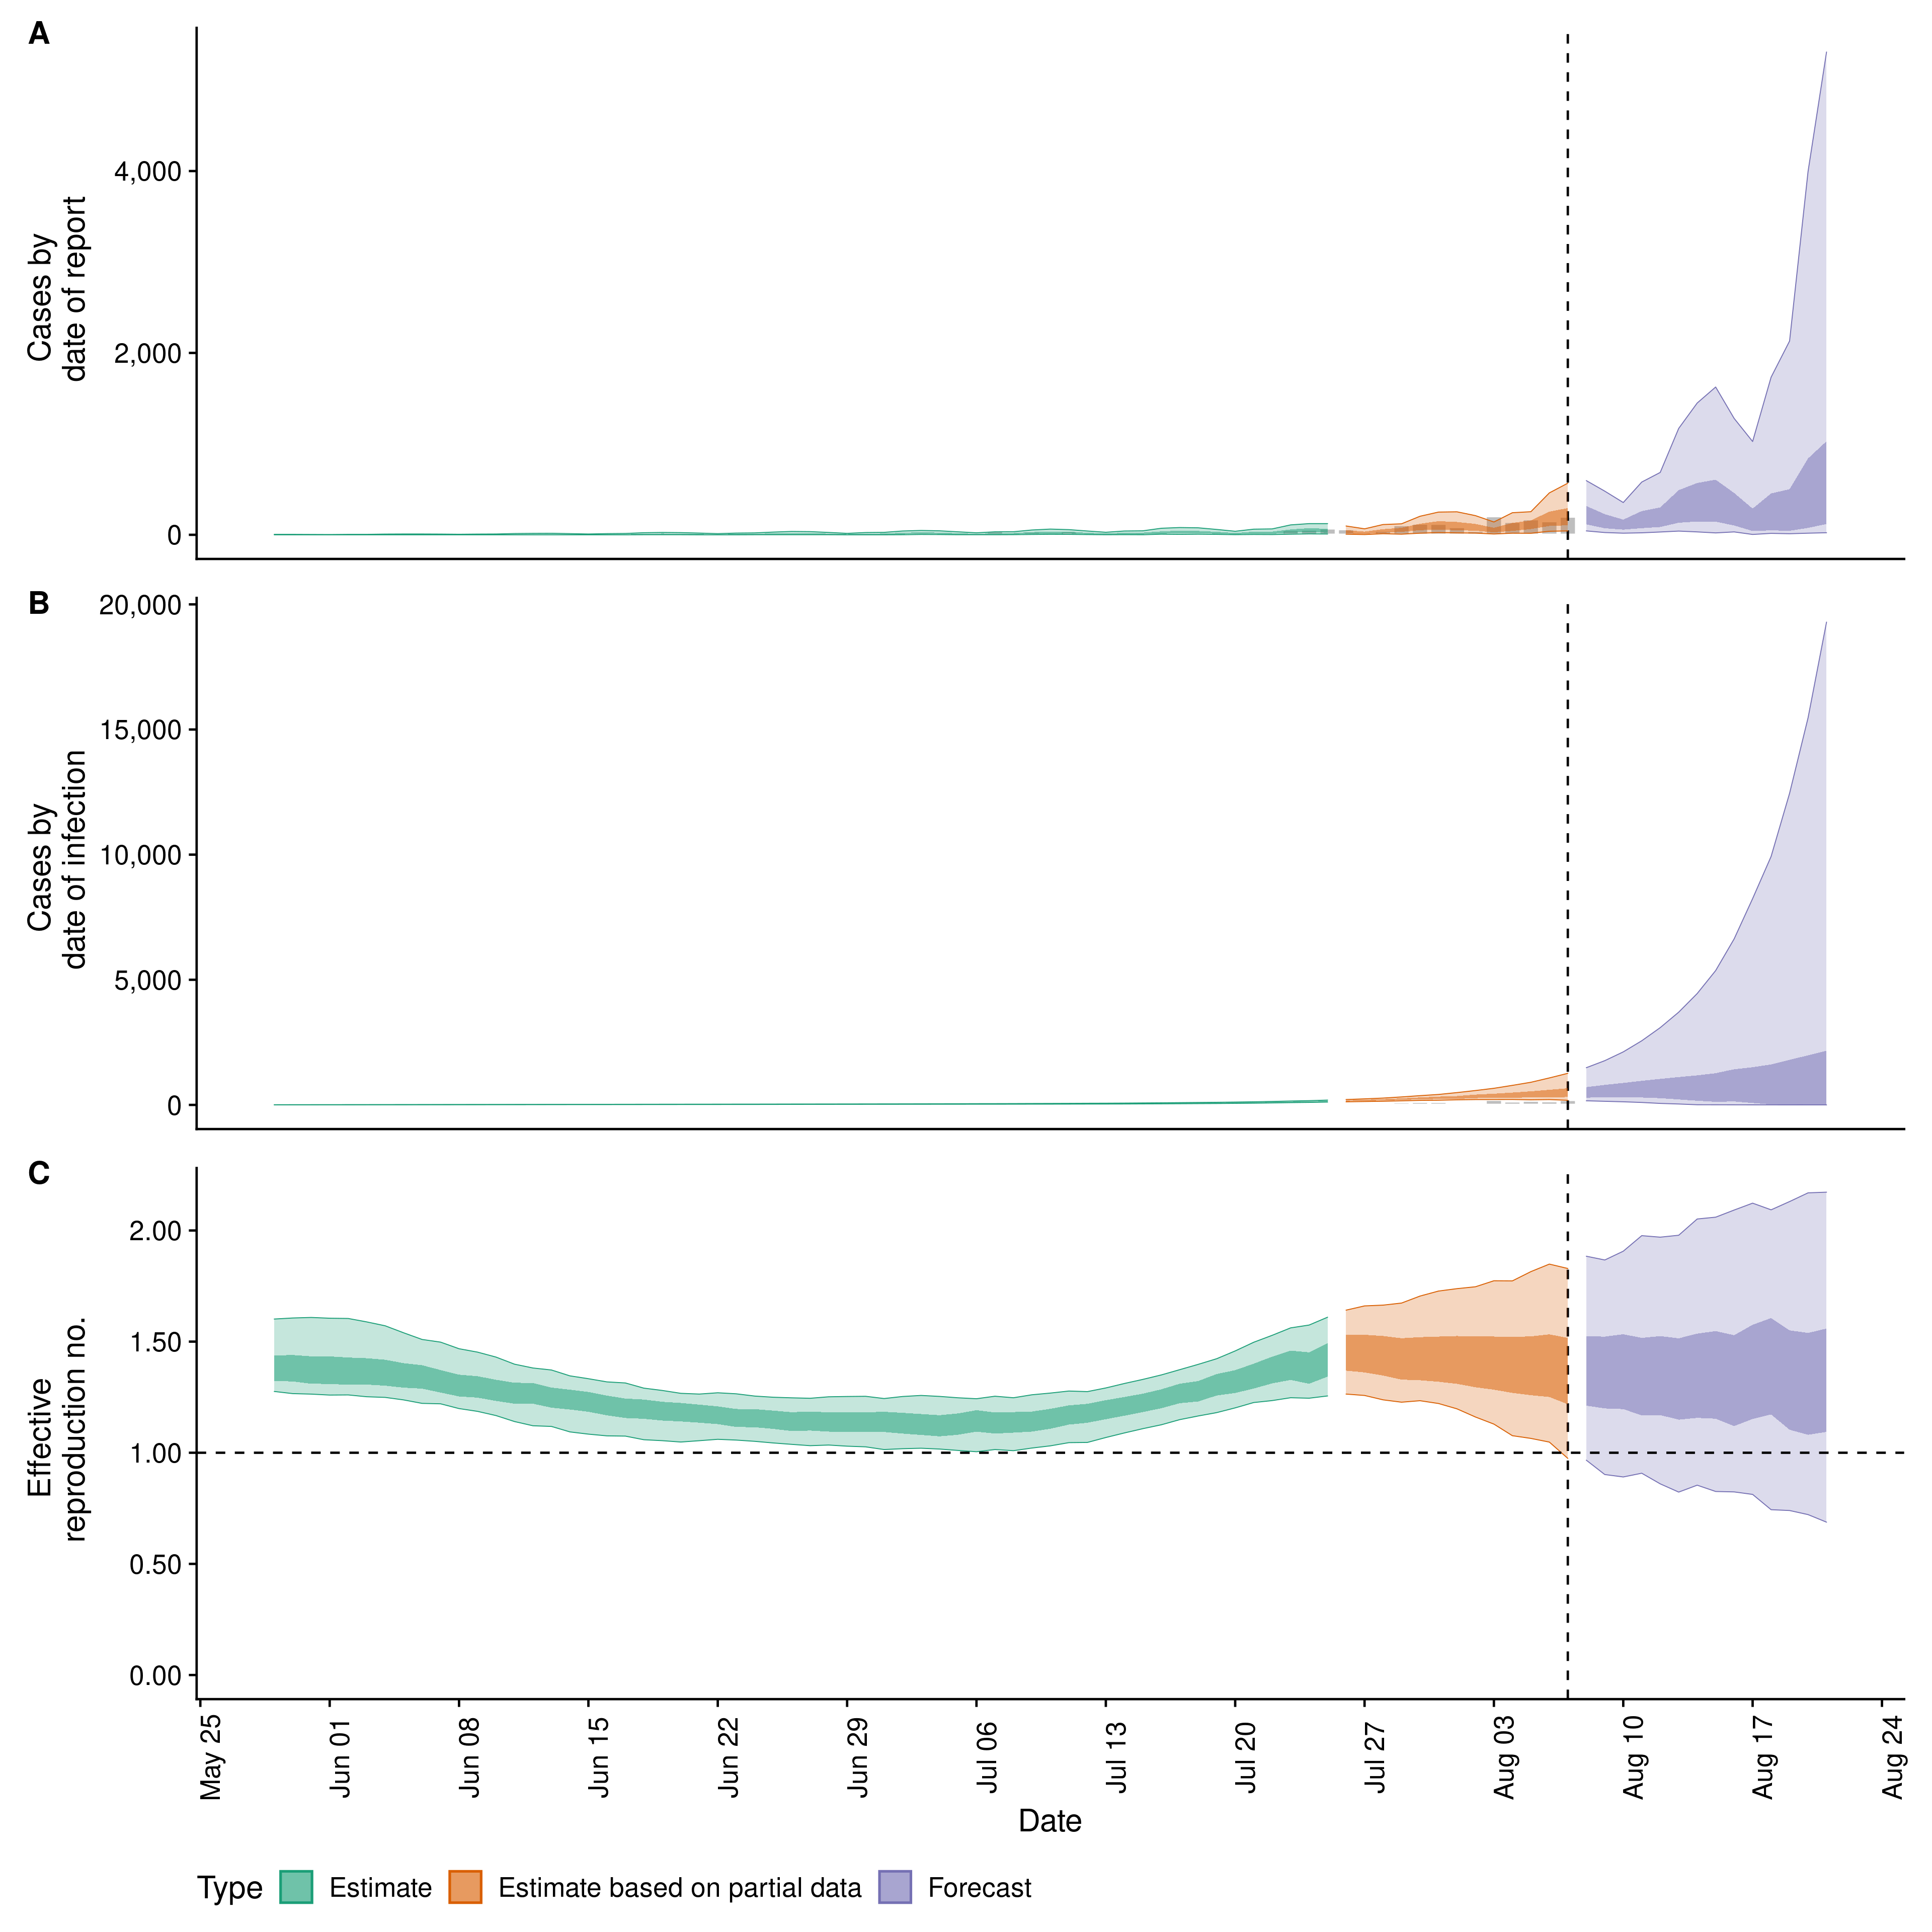 A
Cases by
date of report
4,000
2,000
0
B
Cases by
date of infection
20,000
15,000
10,000
5,000
0
C
Effective
reproduction no.
2.00
1.50
1.00
0.50
0.00
May 25
Jun 01
Jun 08
Jun 15
Jun 22
Jun 29
Jul 06
Jul 13
Jul 20
Jul 27
Aug 03
Aug 10
Aug 17
Aug 24
Date
Type Estimate Estimate based on partial data Forecast